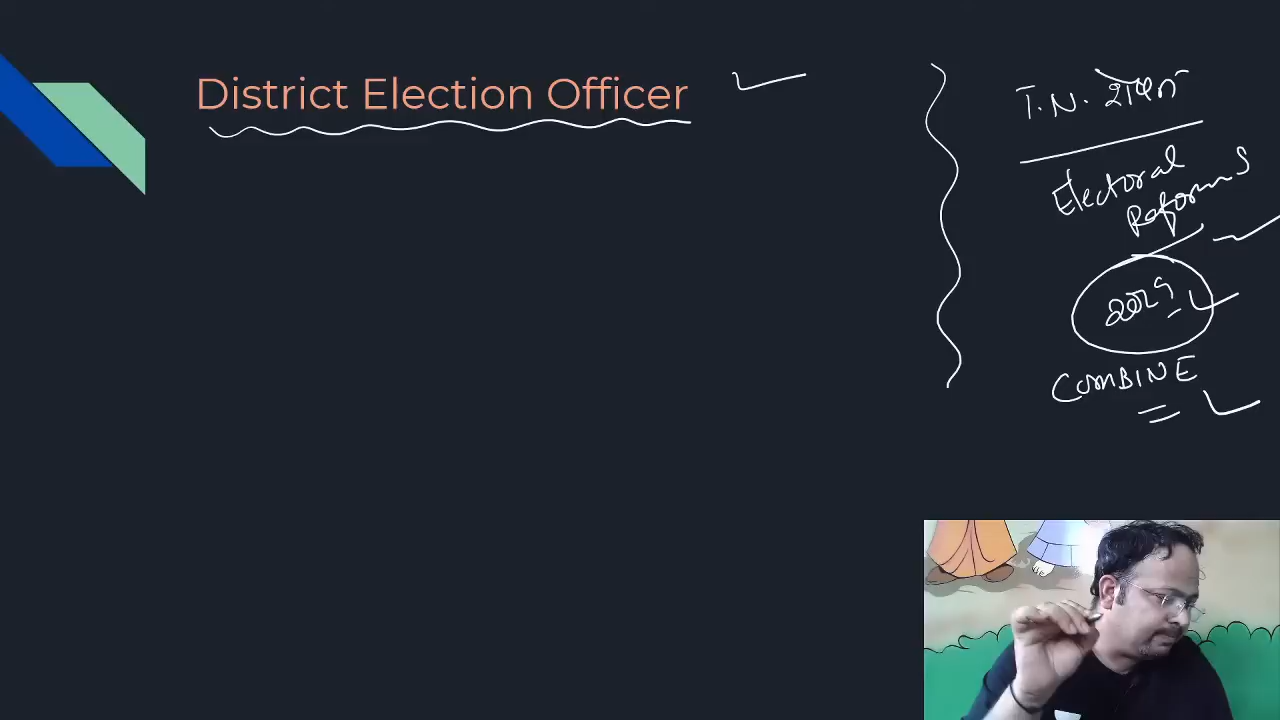 District Election Officer
T.N. शेषन
Electoral
Reforms
COMBINE